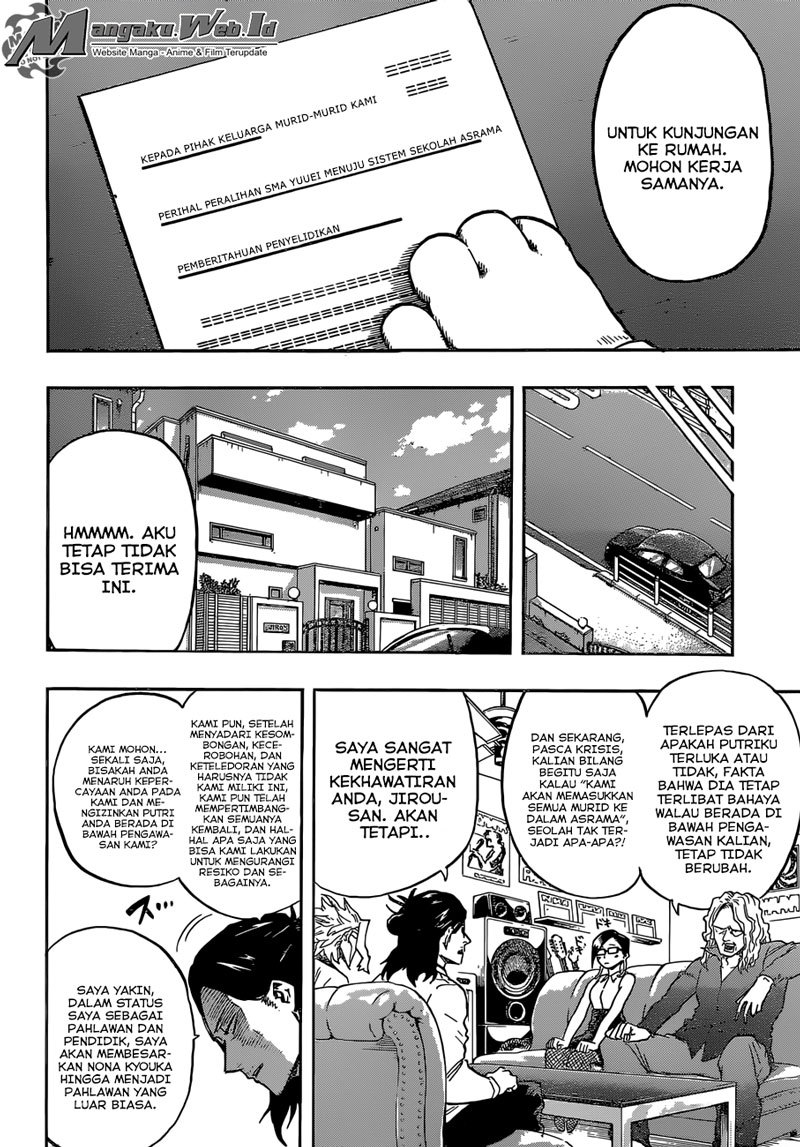 Mangaku.Web.Id
Website Manga - Anime & Film Terupdate
UNTUK KUNJUNGAN
KE RUMAH.
MOHON KERJA
SAMANYA.
KEPADA PIHAK KELUARGA MURID-MURID KAMI
PERIHAL PERALIHAN SMA YUUEI MENUJU SISTEM SEKOLAH ASRAMA
PEMBERITAHUAN PENYELIDIKAN
HMMMM. AKU
TETAP TIDAK
BISA TERIMA
INI.
JIROU
TERLEPAS DARI
APAKAH PUTRIKU
TERLUKA ATAU
TIDAK, FAKTA
BAHWA DIA TETAP
TERLIBAT BAHAYA
WALAU BERADA DI
BAWAH PENGA-
WASAN KALIAN,
TETAP TIDAK
BERUBAH.
DAN SEKARANG,
PASCA KRISIS,
KALIAN BILANG
BEGITU SAJA
KALAU "KAMI
AKAN MEMASUKKAN
SEMUA MURID KE
DALAM ASRAMA",
SEOLAH TAK TER-
JADI APA-APA?!
SAYA SANGAT
MENGERTI
KEKHAWATIRAN
ANDA, JIROU-
SAN. AKAN
TETAPI..
KAMI PUN, SETELAH
MENYADARI KESOM-
BONGAN, KECE-
ROBOHAN, DAN
KETELEDORAN YANG
HARUSNYA TIDAK
KAMI MILIKI INI,
KAMI PUN TELAH
MEMPERTIMBANG-
KAN SEMUANYA
KEMBALI, DAN HAL-
HAL APA SAJA YANG
BISA KAMI LAKUKAN
UNTUK MENGURANGI
RESIKO DAN SE-
BAGAINYA.
KAMI MOHON...
SEKALI SAJA,
BISAKAH ANDA
MENARUH KEPER-
CAYAAN ANDA PADA
KAMI DAN ME-
NGIZINKAN PUTRI
ANDA BERADA DI
BAWAH PENGAWA-
SAN KAMI?
ス…
SAYA YAKIN,
DALAM STATUS
SAYA SEBAGAI
PAHLAWAN DAN
PENDIDIK, SAYA
AKAN MEMBESAR-
KAN NONA KYOUKA
HINGGA MENJADI
PAHLAWAN YANG
LUAR BIASA.